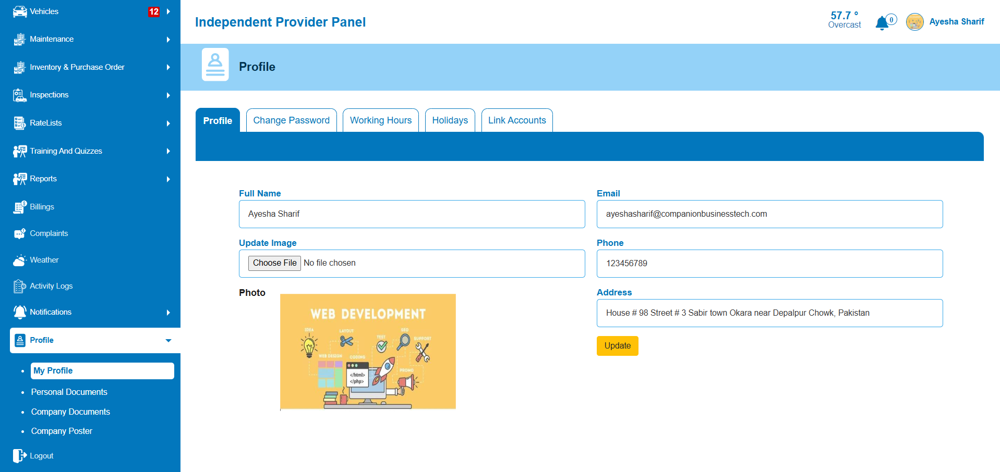 Vehicles 12
Maintenance
Inventory & Purchase Order
Inspections
RateLists
Training And Quizzes
Reports
Billings
Complaints
Weather
Activity Logs
Notifications
Profile
My Profile
Personal Documents
Company Documents
Company Poster
Logout
Independent Provider Panel
57.7 °
Overcast
0
Ayesha Sharif
Profile
Profile
Change Password
Working Hours
Holidays
Link Accounts
Full Name
Ayesha Sharif
Email
ayeshasharif@companionbusinesstech.com
Update Image
Choose File No file chosen
Phone
123456789
Photo
WEB DEVELOPMENT
IDEA
LAYOUT
TEST
SEO
SUPPORT
WEB DESIGN
CODING
</html>
</php>
PROMO
Address
House # 98 Street # 3 Sabir town Okara near Depalpur Chowk, Pakistan
Update